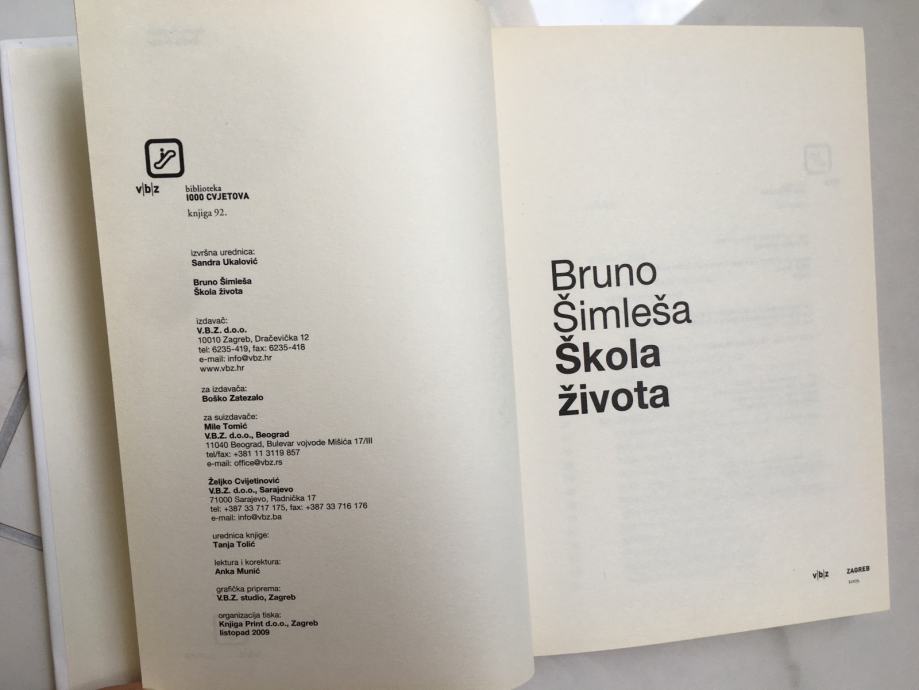 v|b|z
biblioteka
1000 CVJETOVA
knjiga 92.
izvršna urednica:
Sandra Ukalović
Bruno Šimleša
Škola života
izdavač:
V.B.Z. d.o.o.
10010 Zagreb, Dračevička 12
tel: 6235-419, fax: 6235-418
e-mail: info@vbz.hr
www.vbz.hr
za izdavača:
Boško Zatezalo
za suizdavače:
Mile Tomić
V.B.Z. d.o.o., Beograd
11040 Beograd, Bulevar vojvode Mišića 17/III
tel/fax: +381 11 3119 857
e-mail: office@vbz.rs
Željko Cvijetinović
V.B.Z. d.o.o., Sarajevo
71000 Sarajevo, Radnička 17
tel: +387 33 717 175, fax: +387 33 716 176
e-mail: info@vbz.ba
urednica knjige:
Tanja Tolić
lektura i korektura:
Anka Munić
grafička priprema:
V.B.Z. studio, Zagreb
organizacija tiska:
Knjiga Print d.o.o., Zagreb
listopad 2009
Bruno
Šimleša
Škola
života
v|b|z ZAGREB
2009.